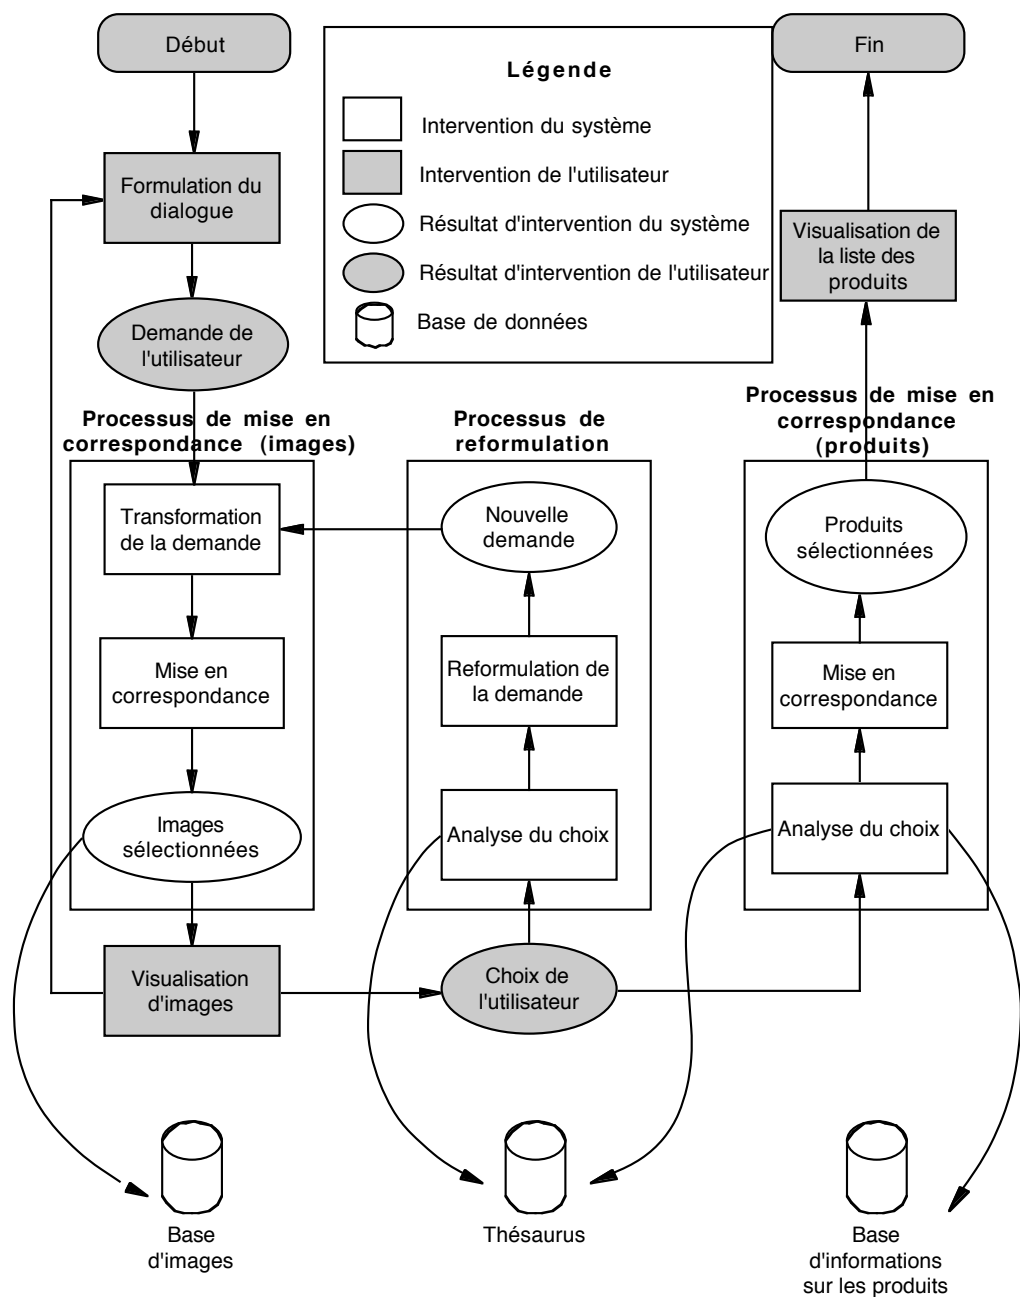 Début
Fin
Légende
Intervention du système
Intervention de l'utilisateur
Résultat d'intervention du système
Résultat d'intervention de l'utilisateur
Base de données
Formulation du
dialogue
Demande de
l'utilisateur
Visualisation de
la liste des
produits
Processus de mise en
correspondance (images)
Transformation
de la demande
Mise en
correspondance
Images
sélectionnées
Visualisation
d'images
Processus de
reformulation
Nouvelle
demande
Reformulation de
la demande
Analyse du choix
Choix de
l'utilisateur
Processus de mise en
correspondance
(produits)
Produits
sélectionnées
Mise en
correspondance
Analyse du choix
Base
d'images
Thésaurus
Base
d'informations
sur les produits